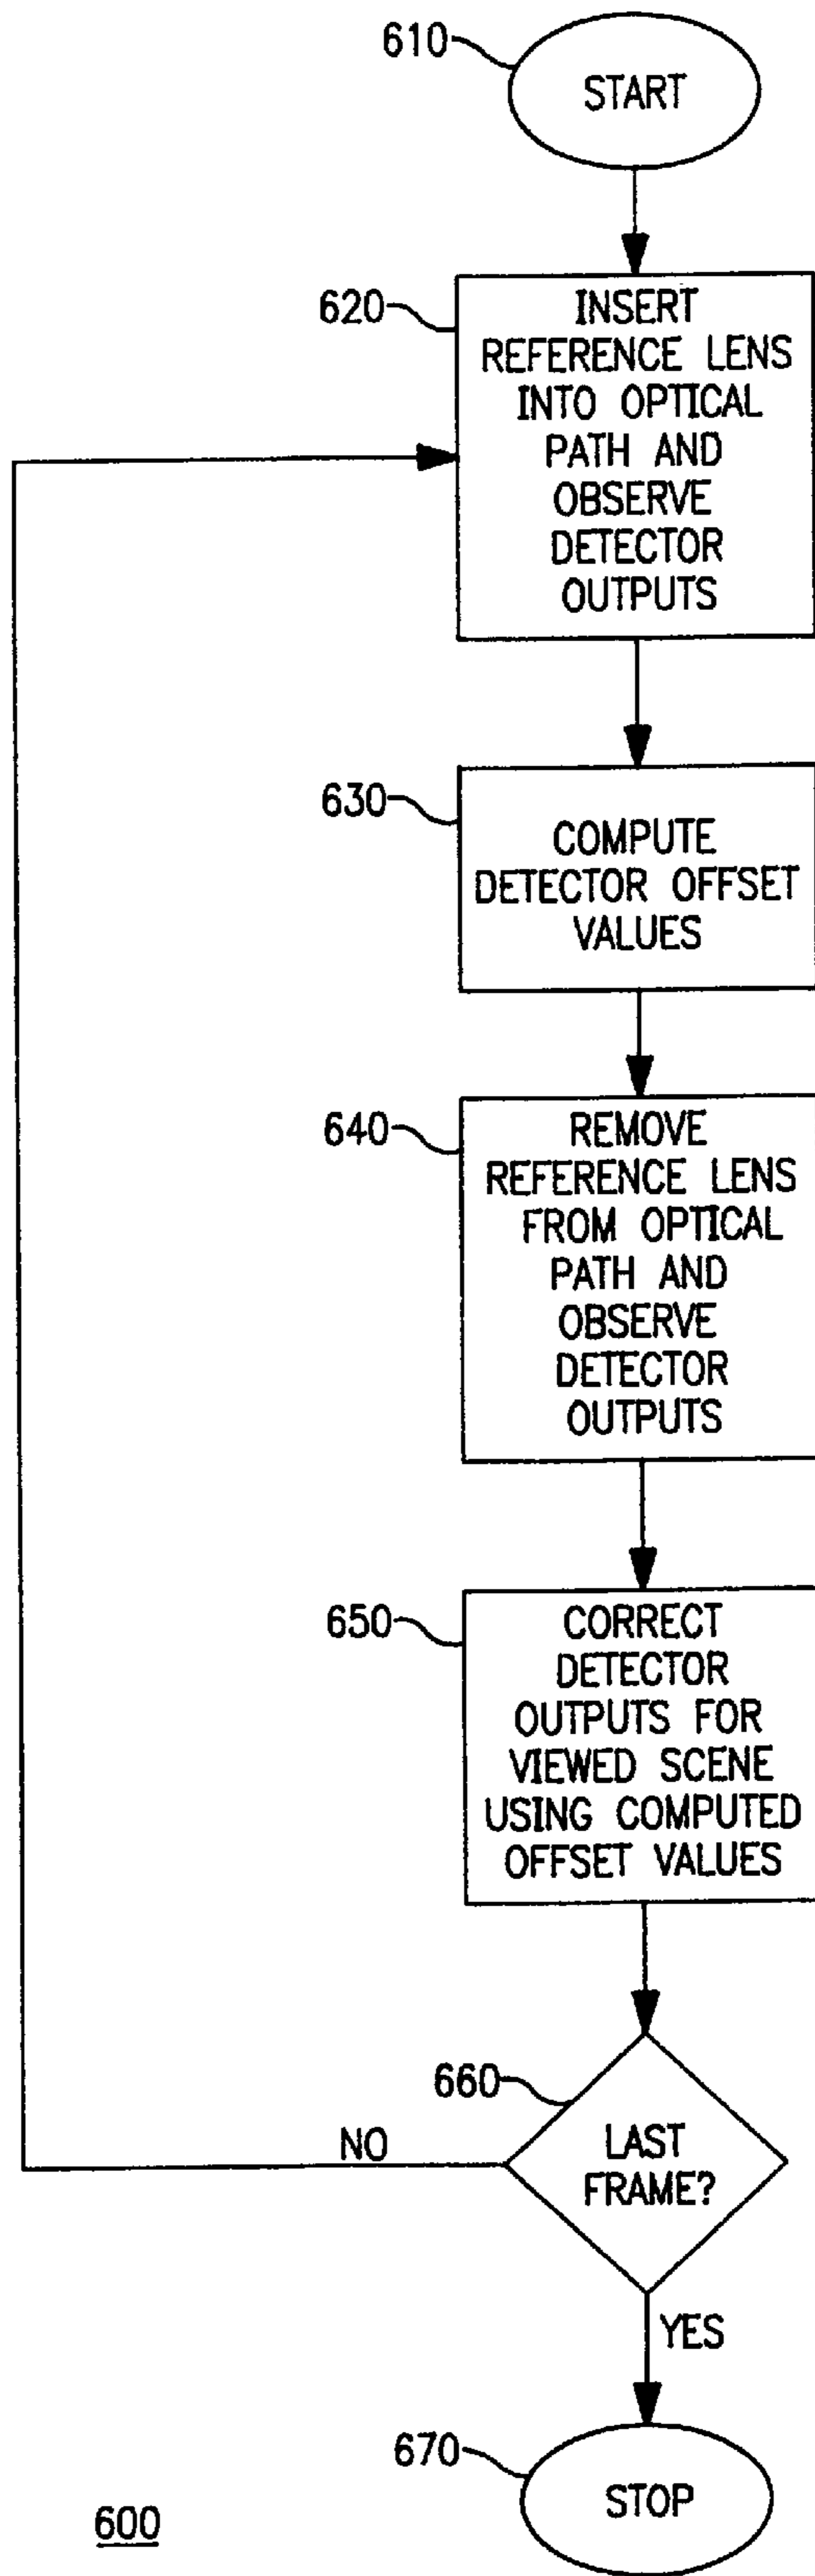 610
START
620
INSERT
REFERENCE LENS
INTO OPTICAL
PATH AND
OBSERVE
DETECTOR
OUTPUTS
630
COMPUTE
DETECTOR OFFSET
VALUES
640
REMOVE
REFERENCE LENS
FROM OPTICAL
PATH AND
OBSERVE
DETECTOR
OUTPUTS
650
CORRECT
DETECTOR
OUTPUTS FOR
VIEWED SCENE
USING COMPUTED
OFFSET VALUES
660
LAST
FRAME?
NO
YES
670
STOP
600